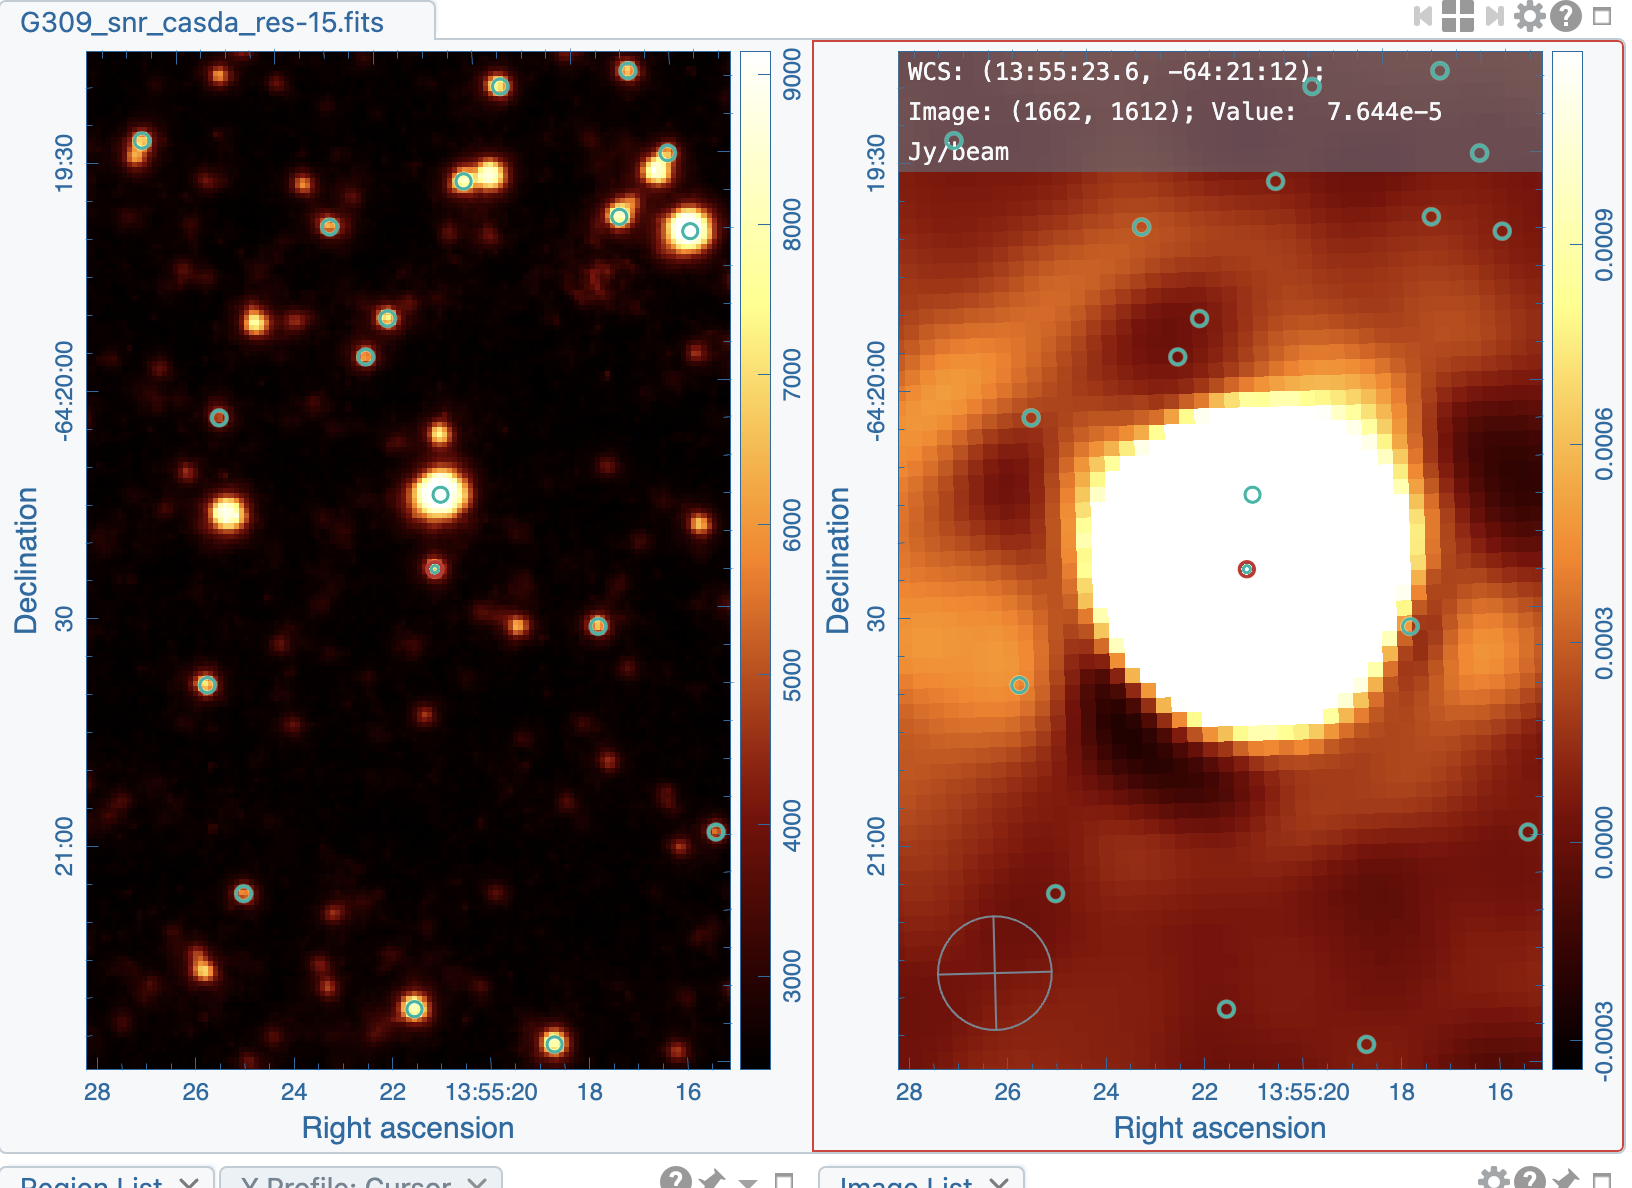 G309_snr_casda_res-15.fits
WCS: (13:55:23.6, -64:21:12);
Image: (1662, 1612); Value:  7.644e-5
Jy/beam
Declination
19:30
-64:20:00
30
21:00
9000
8000
7000
6000
5000
4000
3000
28 26 24 22 13:55:20 18 16
Right ascension
Declination
19:30
-64:20:00
30
21:00
0.0009
0.0006
0.0003
0.0000
-0.0003
28 26 24 22 13:55:20 18 16
Right ascension
Region List
Y Profile: Cursor
Image List